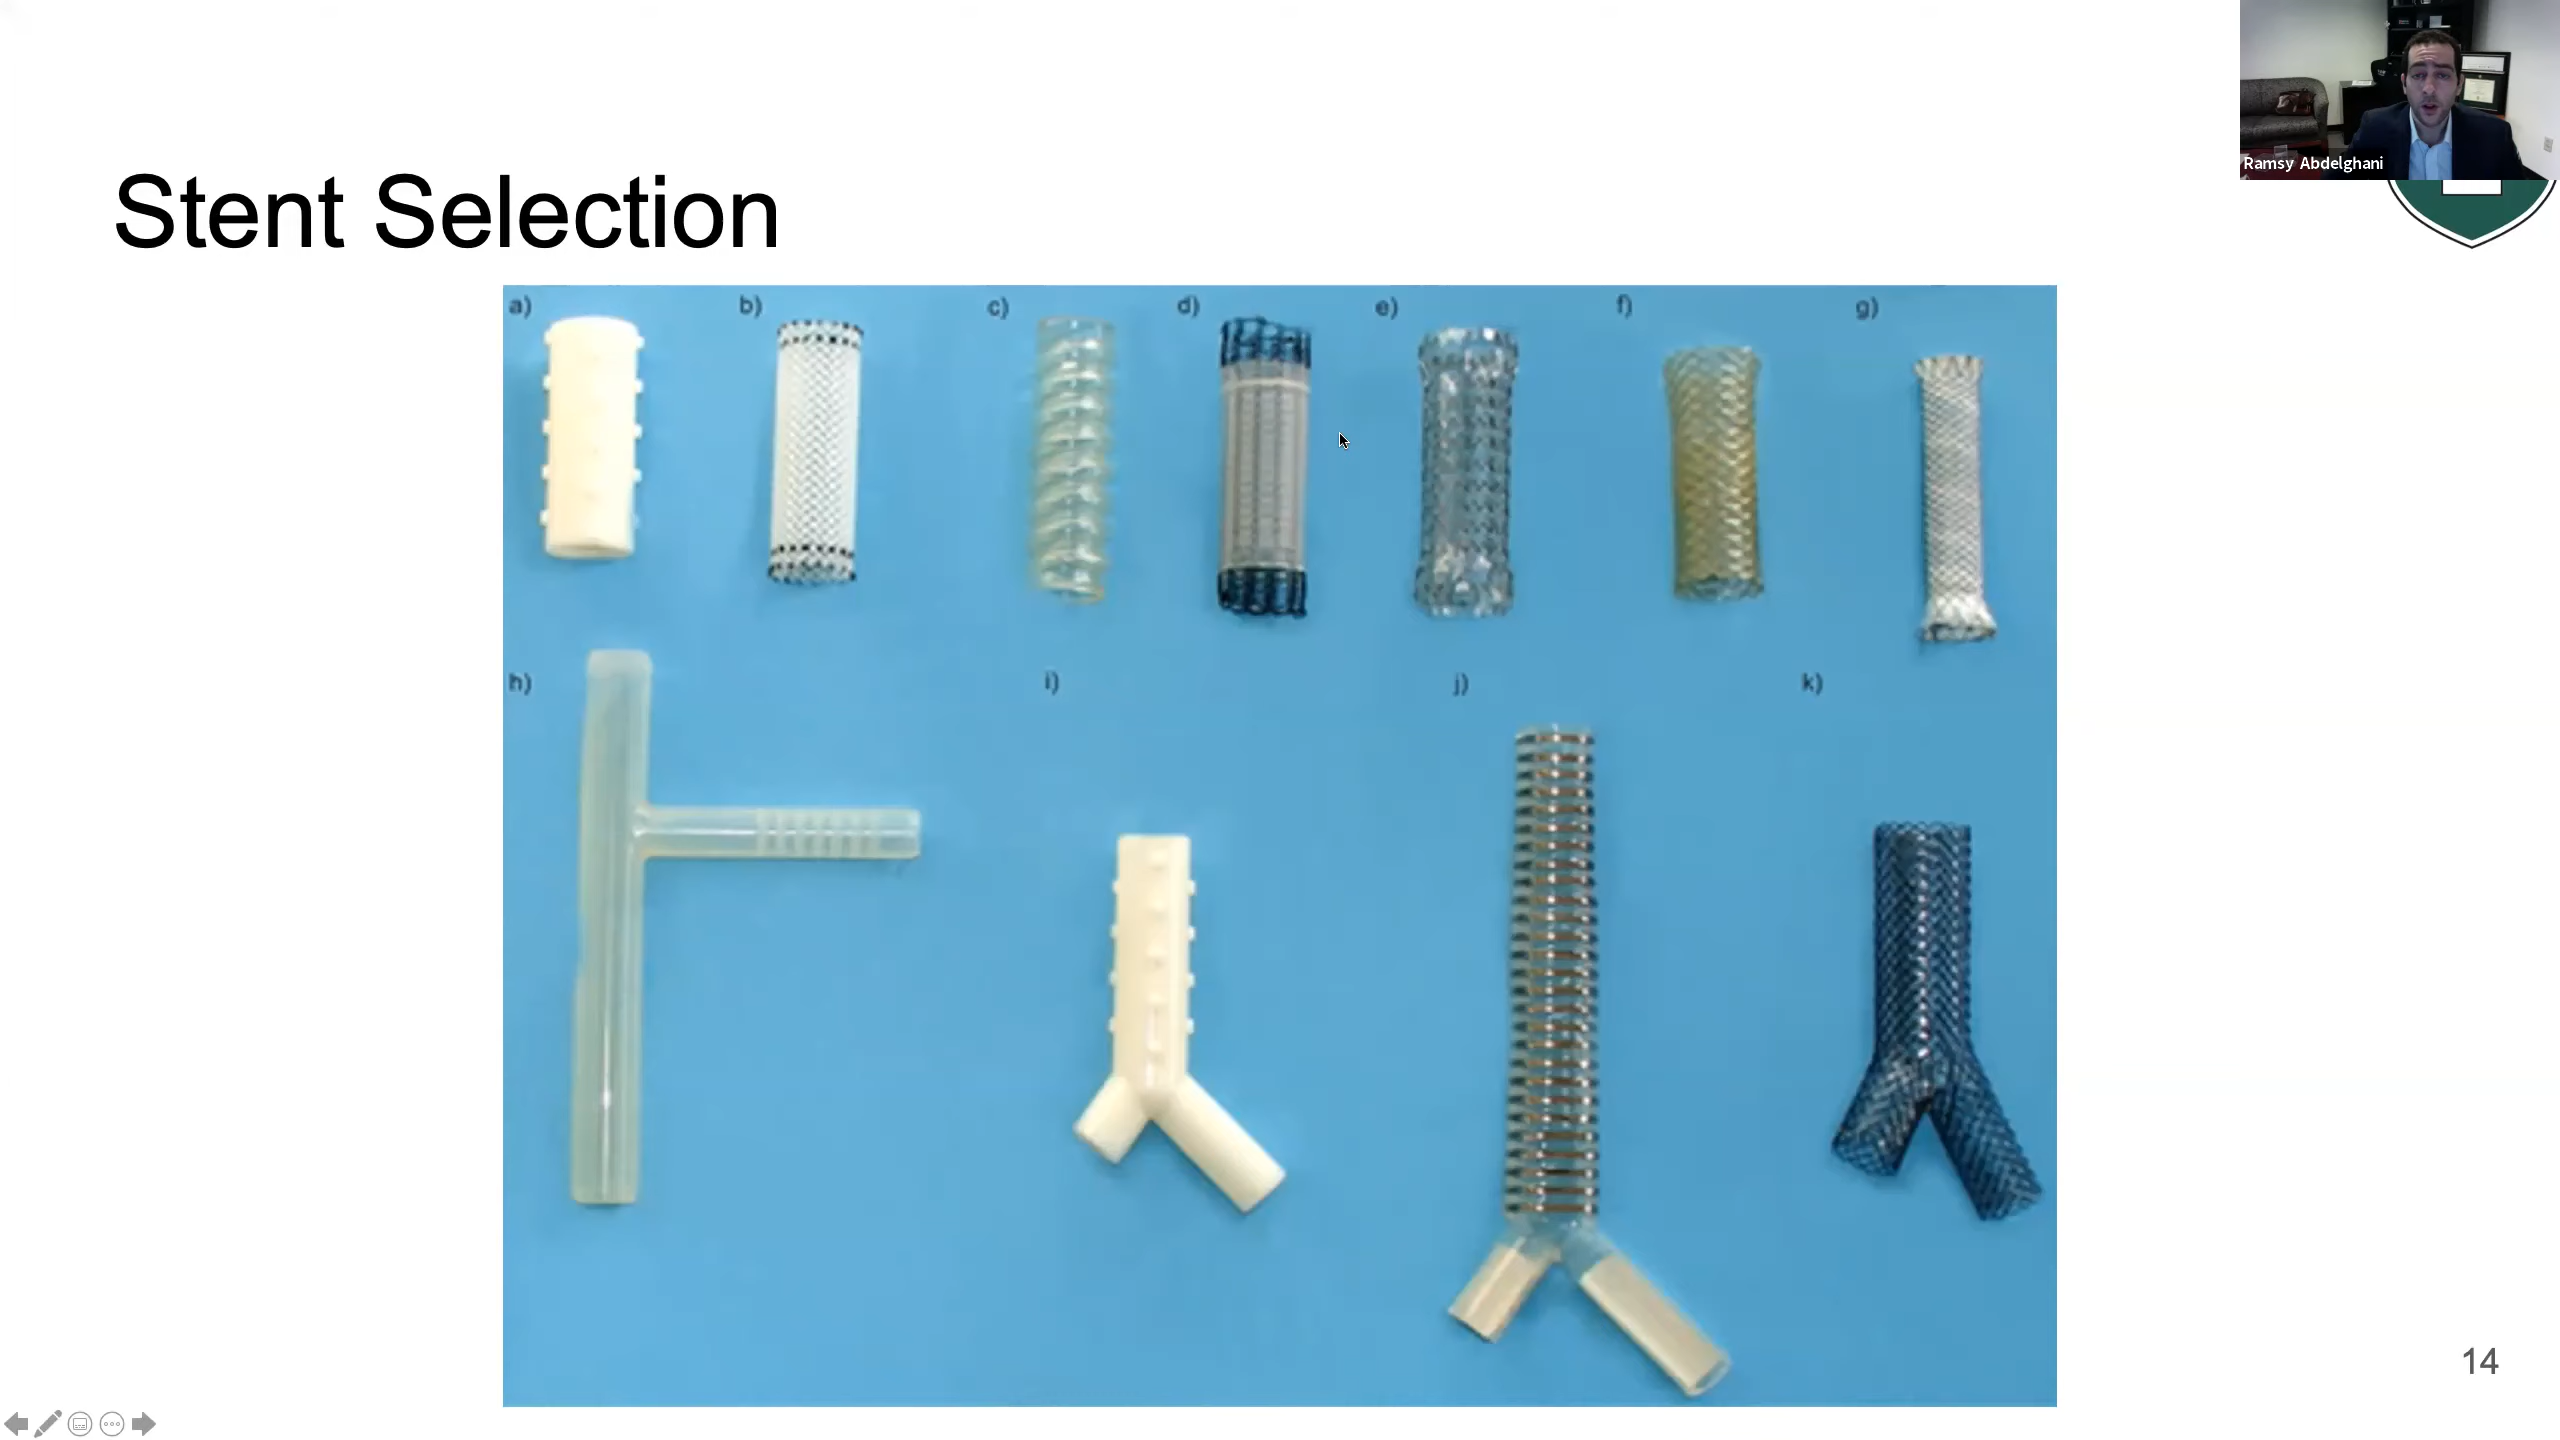 Ramsy Abdelghani
Stent Selection
a) b) c) d) e) f) g)
h) i) j) k)
14